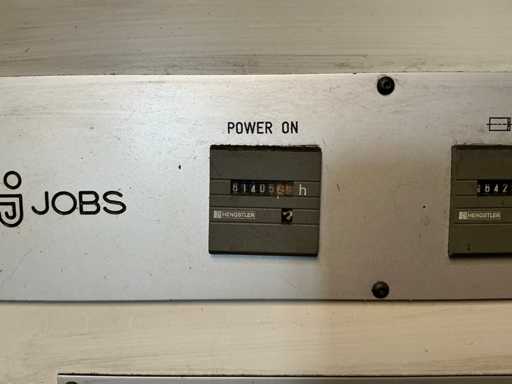 POWER ON
JOBS
h
HENGSTLER
HENGSTLER